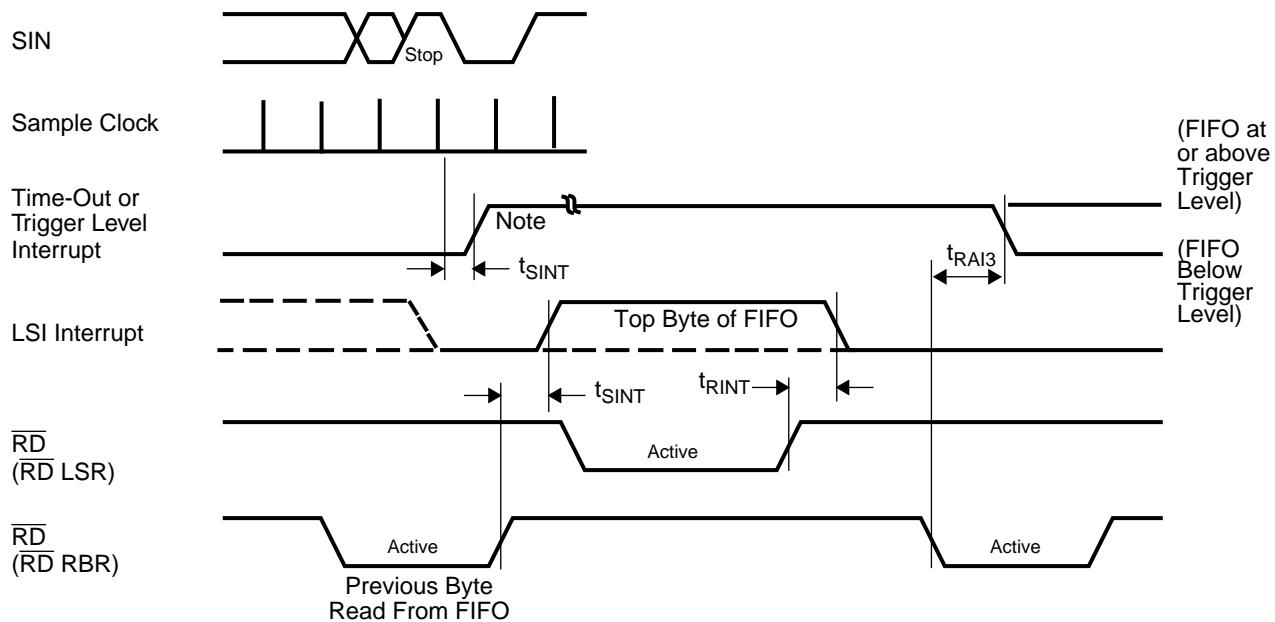 SIN
Stop
Sample Clock
(FIFO at
or above
Trigger
Level)
Time-Out or
Trigger Level
Interrupt
Note
tSINT
tRAI3
(FIFO
Below
Trigger
Level)
LSI Interrupt
Top Byte of FIFO
tSINT
tRINT
RD
(RD LSR)
Active
RD
(RD RBR)
Active
Active
Previous Byte
Read From FIFO